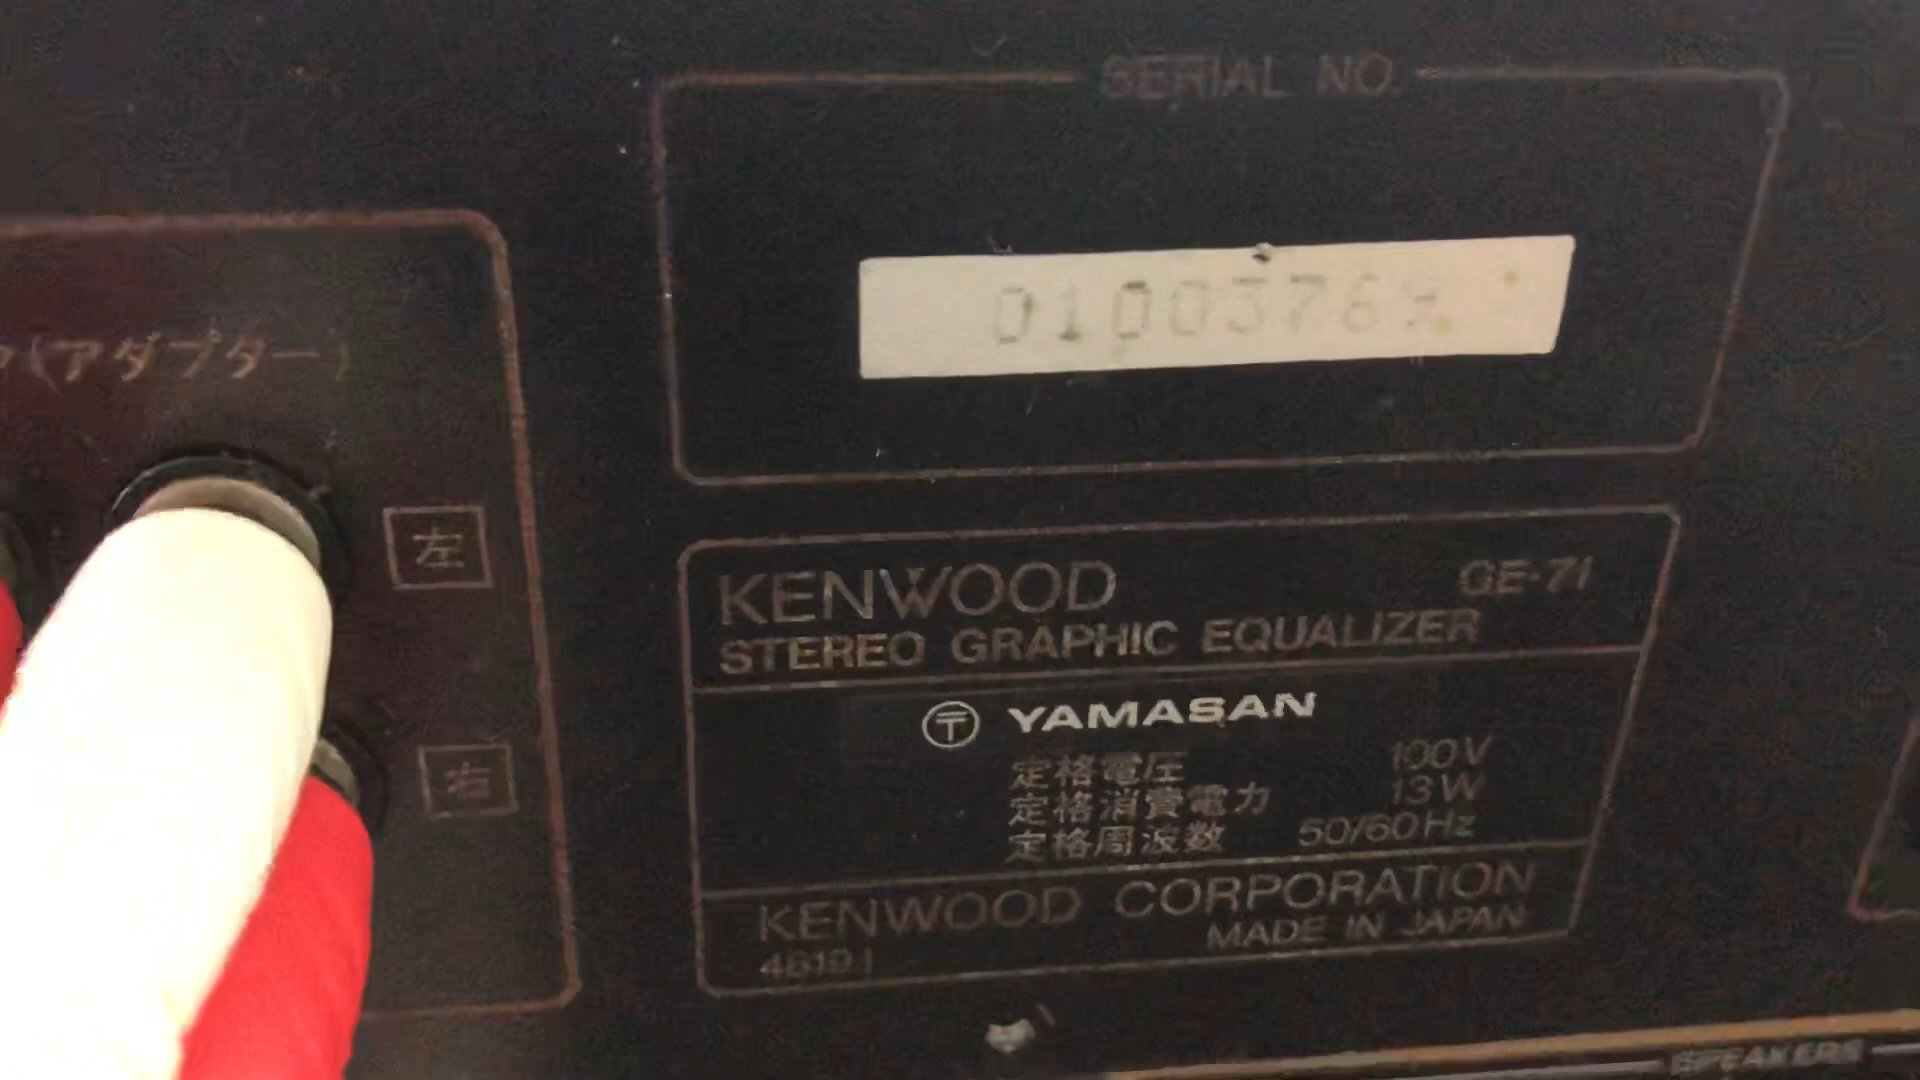 SERIAL NO.
(アダプター)
左
KENWOOD GE-71
STEREO GRAPHIC EQUALIZER
〒 YAMASAN
定格電圧 100V
定格消費電力 13W
定格周波数 50/60Hz
右
KENWOOD CORPORATION
MADE IN JAPAN
SPEAKERS